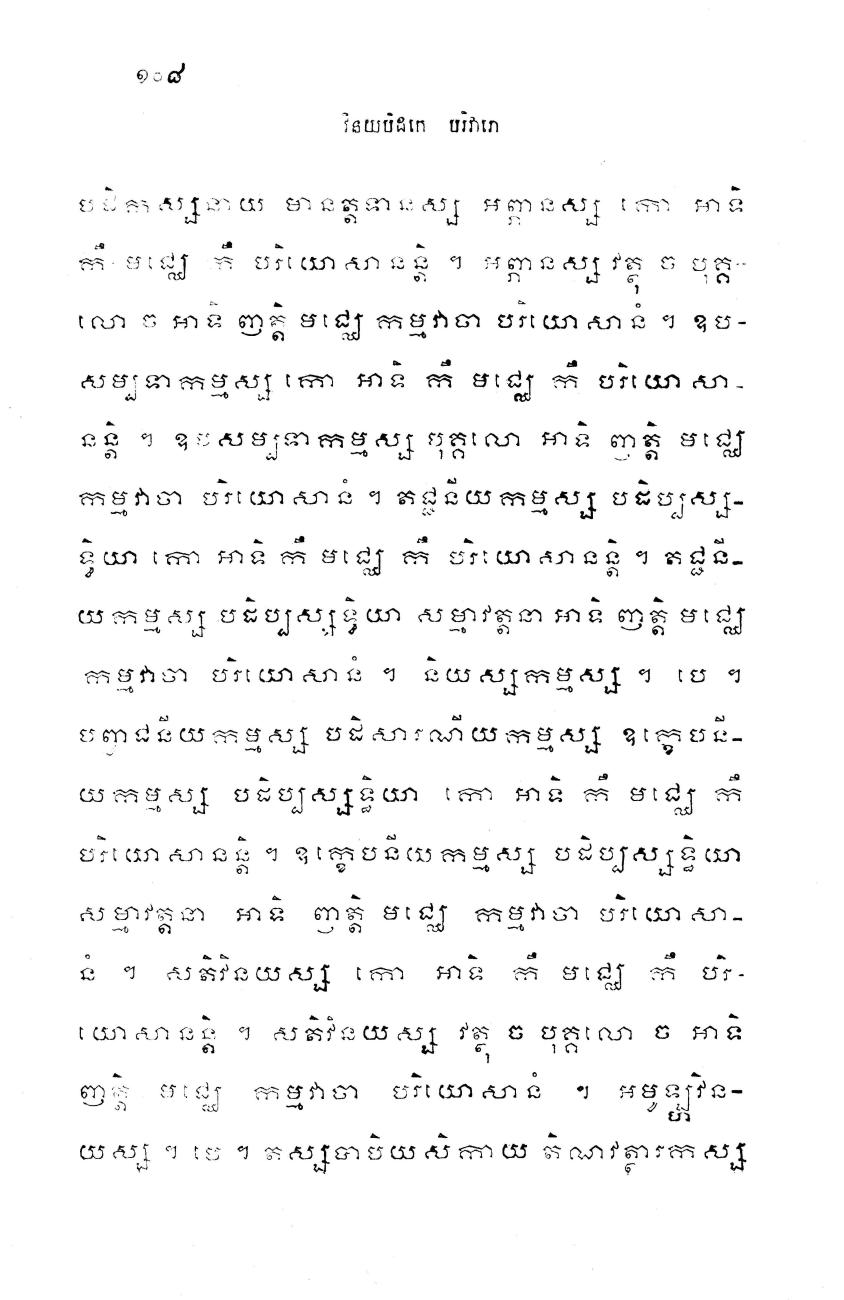 ១០៨
វិនយបិដកេ បរិវារោ
បដិកស្សនាយ មានត្តទានស្ស អព្ភានស្ស កោ អាទិ
កឹ មជ្ឈេ កឹ បរិយោសានន្តិ ។ អព្ភានស្ស វត្ថុ ច បុគ្គ-
លោ ច អាទិ ញត្តិ មជ្ឈេ កម្មវាចា បរិយោសានំ ។ ឧប-
សម្បទាកម្មស្ស កោ អាទិ កឹ មជ្ឈេ កឹ បរិយោសា-
នន្តិ ។ ឧបសម្បទាកម្មស្ស បុគ្គលោ អាទិ ញត្តិ មជ្ឈេ
កម្មវាចា បរិយោសានំ ។ តជ្ជនីយកម្មស្ស បដិប្បស្ស-
ទ្ធិយា កោ អាទិ កឹ មជ្ឈេ កឹ បរិយោសានន្តិ ។ តជ្ជនី-
យកម្មស្ស បដិប្បស្សទ្ធិយា សម្មាវត្តនា អាទិ ញត្តិ មជ្ឈេ
កម្មវាចា បរិយោសានំ ។ និយស្សកម្មស្ស ។ បេ ។
បញ្វាជនីយកម្មស្ស បដិសារណីយកម្មស្ស ឧក្ខេបនី-
យកម្មស្ស បដិប្បស្សទ្ធិយា កោ អាទិ កឹ មជ្ឈេ កឹ
បរិយោសានន្តិ ។ ឧក្ខេបនីយកម្មស្ស បដិប្បស្សទ្ធិយា
សម្មាវត្តនា អាទិ ញត្តិ មជ្ឈេ កម្មវាចា បរិយោសា-
នំ ។ សតិវិនយស្ស កោ អាទិ កឹ មជ្ឈេ កឹ បរិ-
យោសានន្តិ ។ សតិវិនយស្ស វត្ថុ ច បុគ្គលោ ច អាទិ
ញត្តិ មជ្ឈេ កម្មវាចា បរិយោសានំ ។ អមូឡ្ហវិន-
យស្ស ។ បេ ។ តស្សបាបិយសិកាយ តិណវត្ថារកស្ស